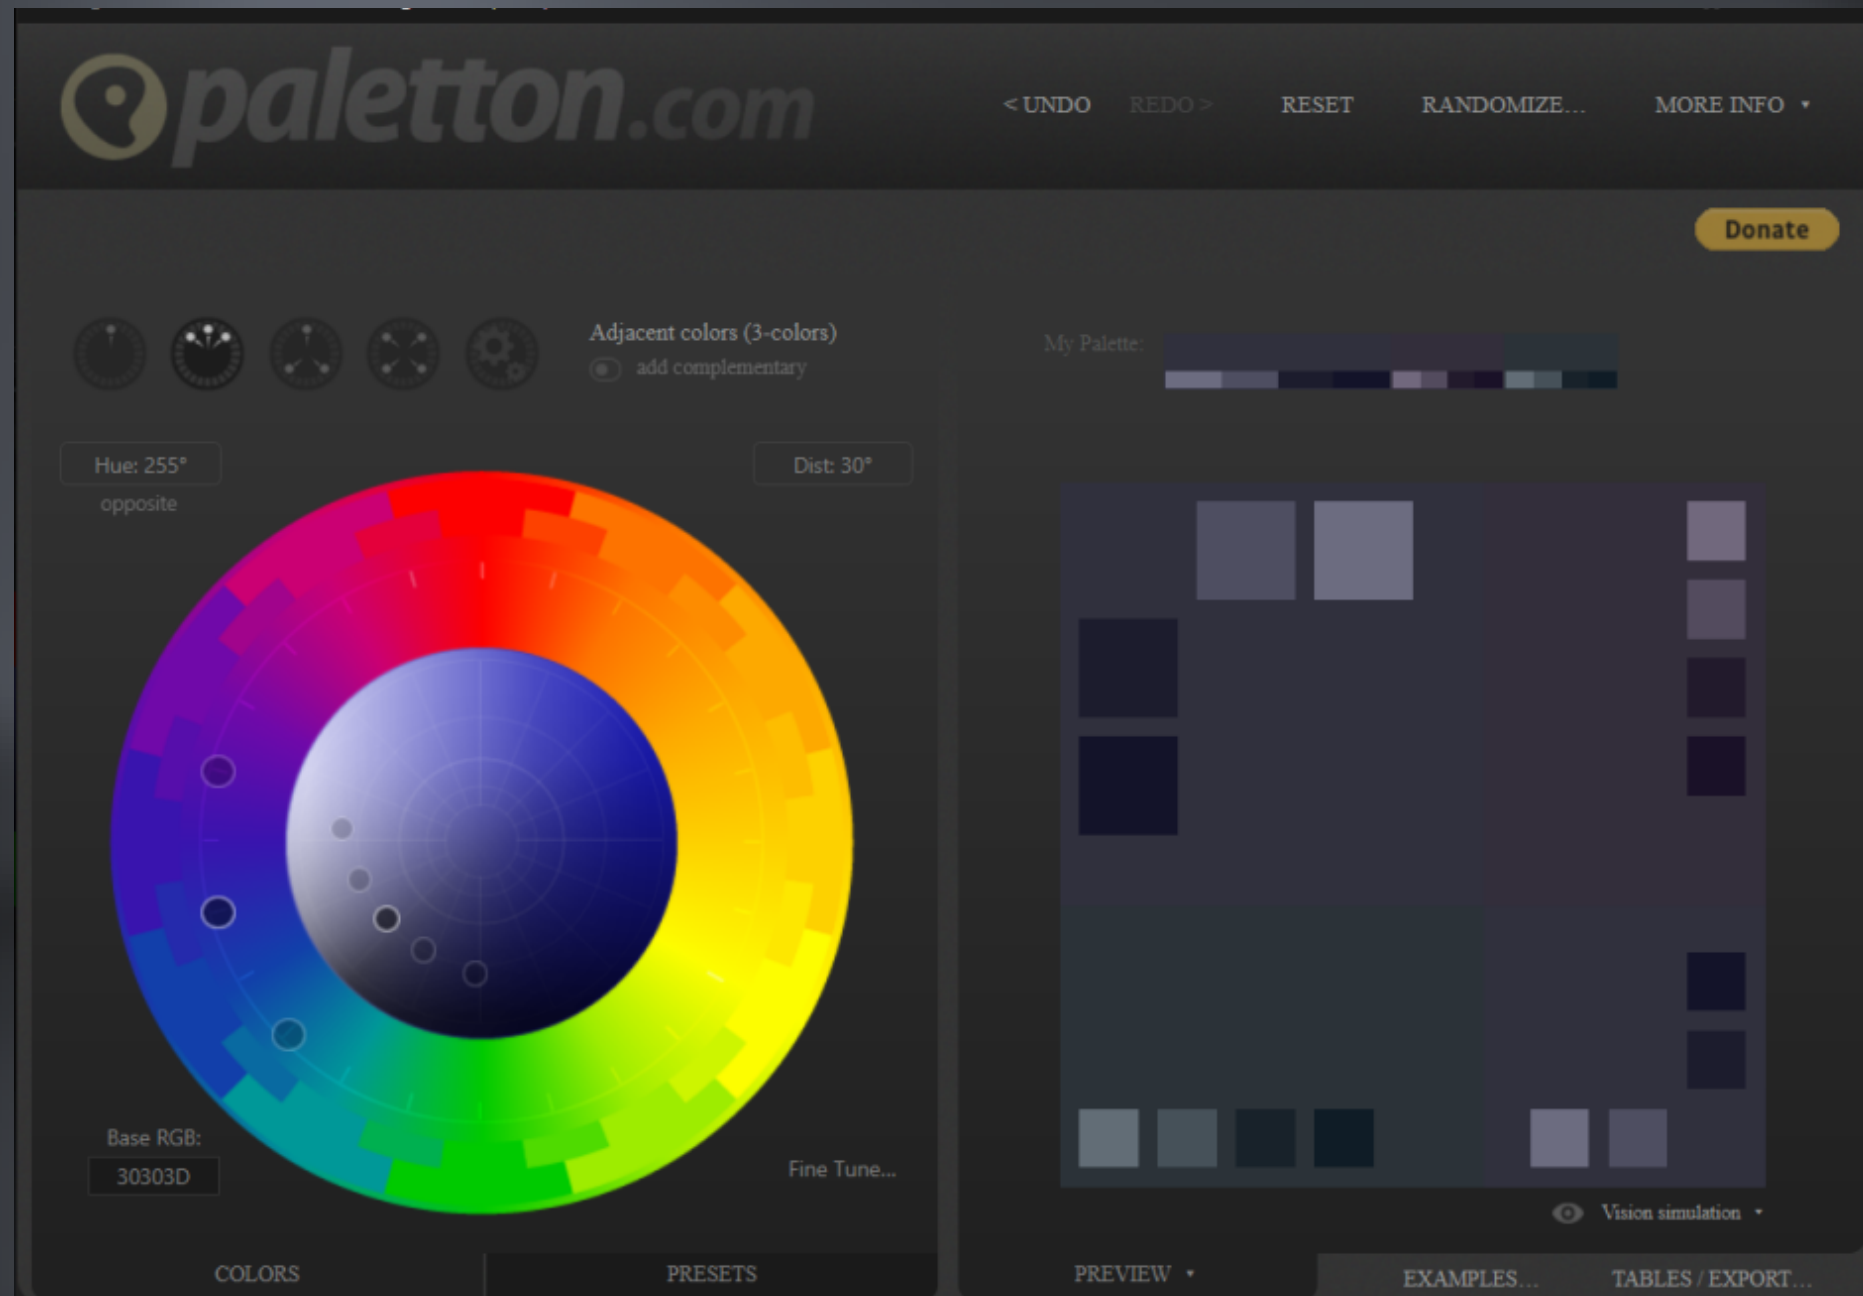 paletton.com
< UNDO REDO > RESET RANDOMIZE... MORE INFO
Donate
Adjacent colors (3-colors)
add complementary
My Palette:
Hue: 255°
opposite
Dist: 30°
Base RGB:
30303D
Fine Tune...
Vision simulation
COLORS PRESETS PREVIEW EXAMPLES... TABLES / EXPORT...